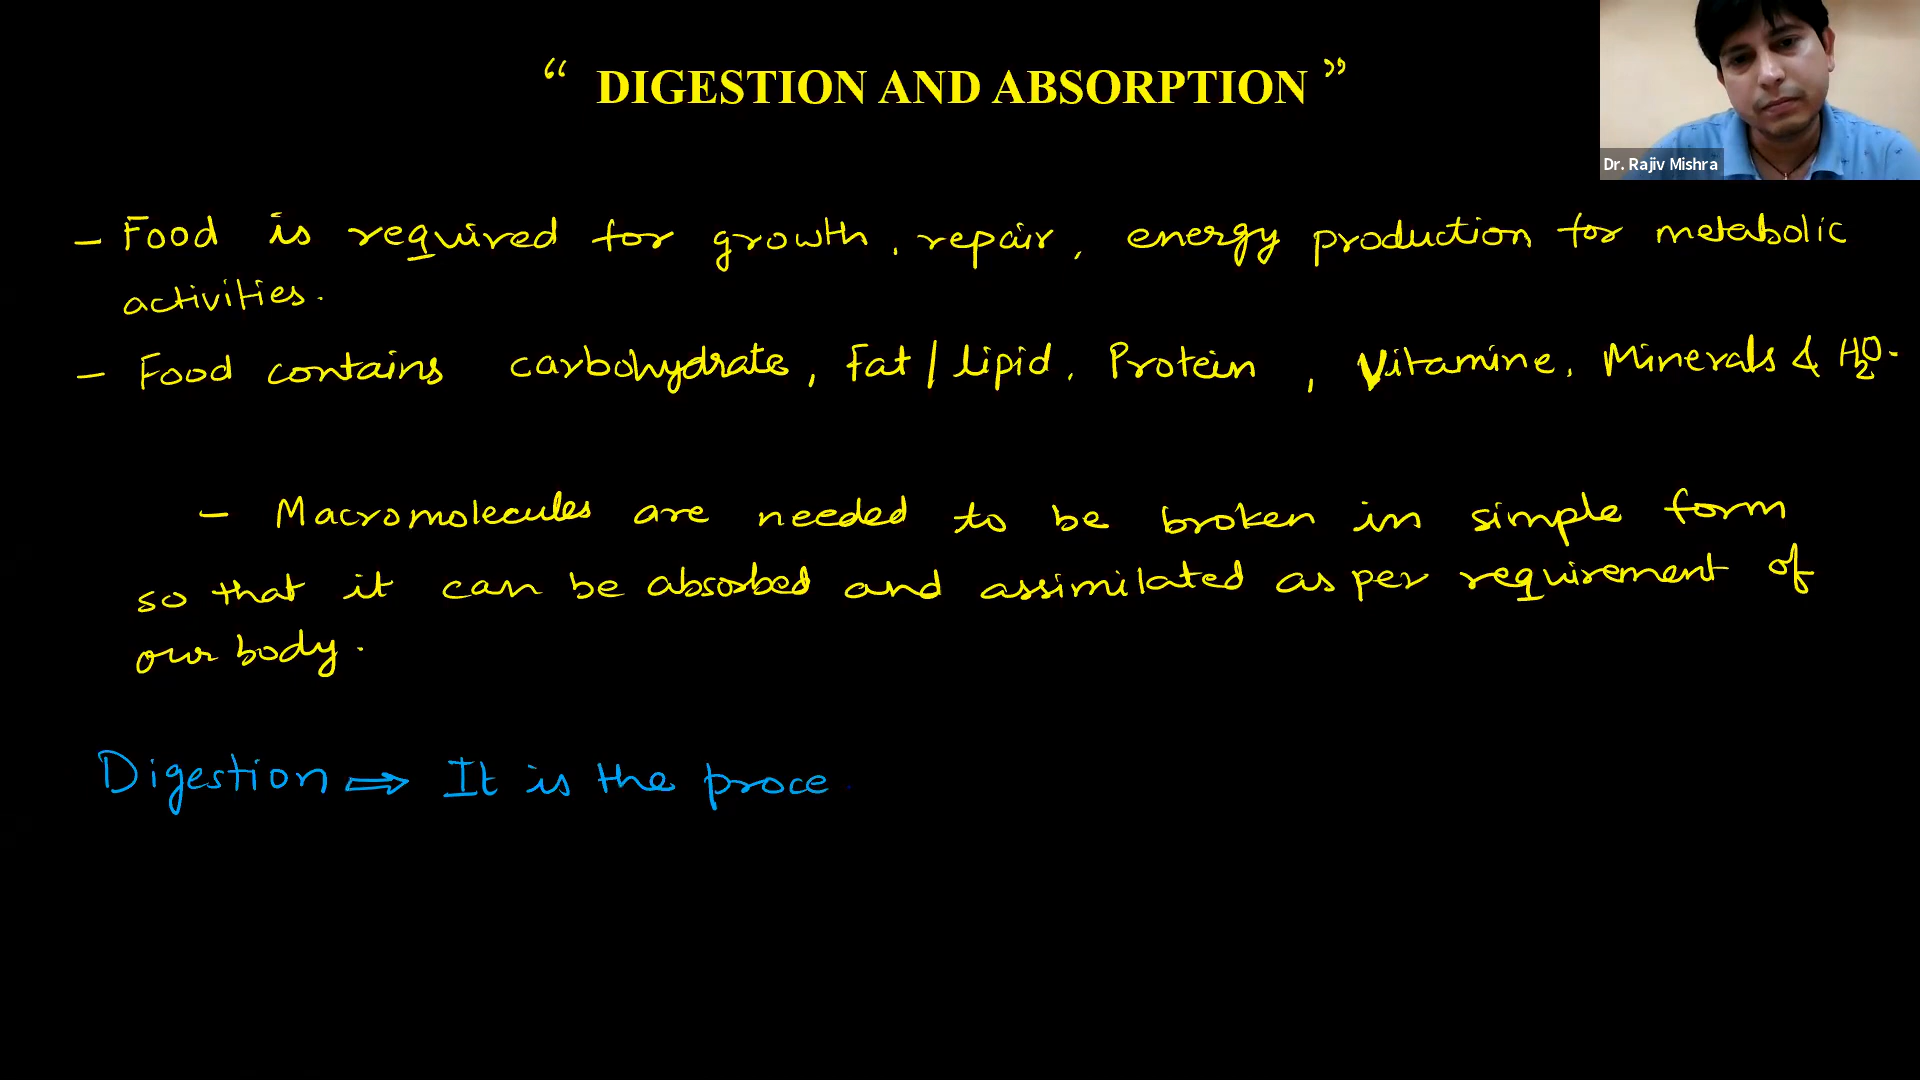 “ DIGESTION AND ABSORPTION ”
Dr. Rajiv Mishra
- Food is required for growth, repair, energy production for metabolic
activities.
- Food contains carbohydrate, Fat / lipid, Protein , Vitamine, Minerals & H2O.
- Macromolecules are needed to be broken in simple form
so that it can be absorbed and assimilated as per requirement of
our body.
Digestion ⇒ It is the proce